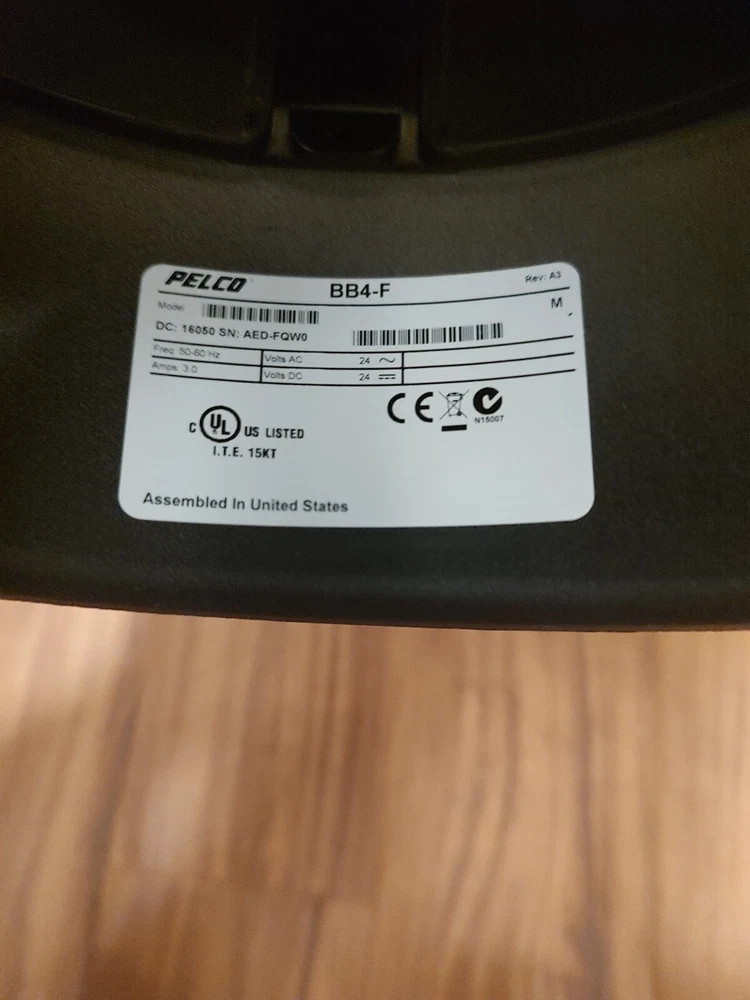 PELCO BB4-F Rev: A3
Model M
DC: 16050 SN: AED-FQW0
Freq: 50-60 Hz Volts AC 24
Amps: 3.0 Volts DC 24
C UL US LISTED
I.T.E. 15KT
CE
N15007
Assembled In United States